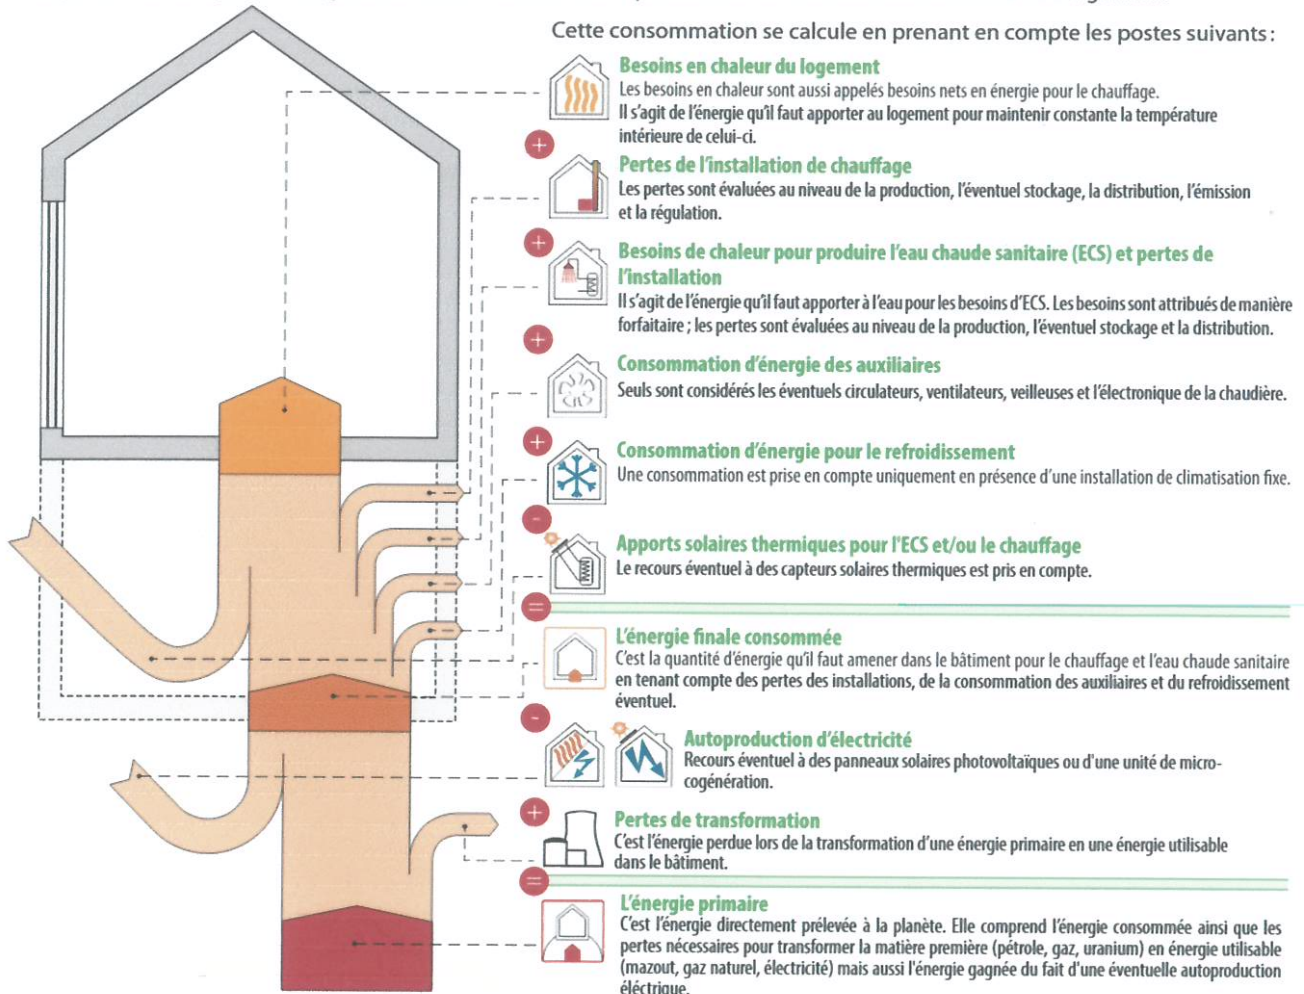 Cette consommation se calcule en prenant en compte les postes suivants :
Besoins en chaleur du logement
Les besoins en chaleur sont aussi appelés besoins nets en énergie pour le chauffage.
Il s'agit de l'énergie qu'il faut apporter au logement pour maintenir constante la température
intérieure de celui-ci.
+
Pertes de l'installation de chauffage
Les pertes sont évaluées au niveau de la production, l'éventuel stockage, la distribution, l'émission
et la régulation.
+
Besoins de chaleur pour produire l'eau chaude sanitaire (ECS) et pertes de
l'installation
Il s'agit de l'énergie qu'il faut apporter à l'eau pour les besoins d'ECS. Les besoins sont attribués de manière
forfaitaire ; les pertes sont évaluées au niveau de la production, l'éventuel stockage et la distribution.
+
Consommation d'énergie des auxiliaires
Seuls sont considérés les éventuels circulateurs, ventilateurs, veilleuses et l'électronique de la chaudière.
+
Consommation d'énergie pour le refroidissement
Une consommation est prise en compte uniquement en présence d'une installation de climatisation fixe.
-
Apports solaires thermiques pour l'ECS et/ou le chauffage
Le recours éventuel à des capteurs solaires thermiques est pris en compte.
=
L'énergie finale consommée
C'est la quantité d'énergie qu'il faut amener dans le bâtiment pour le chauffage et l'eau chaude sanitaire
en tenant compte des pertes des installations, de la consommation des auxiliaires et du refroidissement
éventuel.
-
Autoproduction d'électricité
Recours éventuel à des panneaux solaires photovoltaïques ou d'une unité de micro-
cogénération.
+
Pertes de transformation
C'est l'énergie perdue lors de la transformation d'une énergie primaire en une énergie utilisable
dans le bâtiment.
=
L'énergie primaire
C'est l'énergie directement prélevée à la planète. Elle comprend l'énergie consommée ainsi que les
pertes nécessaires pour transformer la matière première (pétrole, gaz, uranium) en énergie utilisable
(mazout, gaz naturel, électricité) mais aussi l'énergie gagnée du fait d'une éventuelle autoproduction
éléctrique.